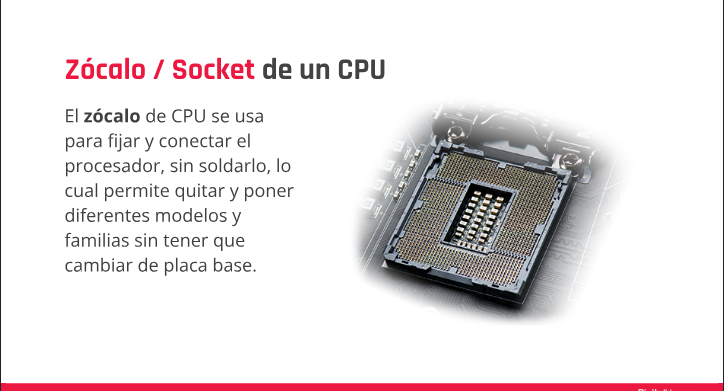 Zócalo / Socket de un CPU
El zócalo de CPU se usa
para fijar y conectar el
procesador, sin soldarlo, lo
cual permite quitar y poner
diferentes modelos y
familias sin tener que
cambiar de placa base.